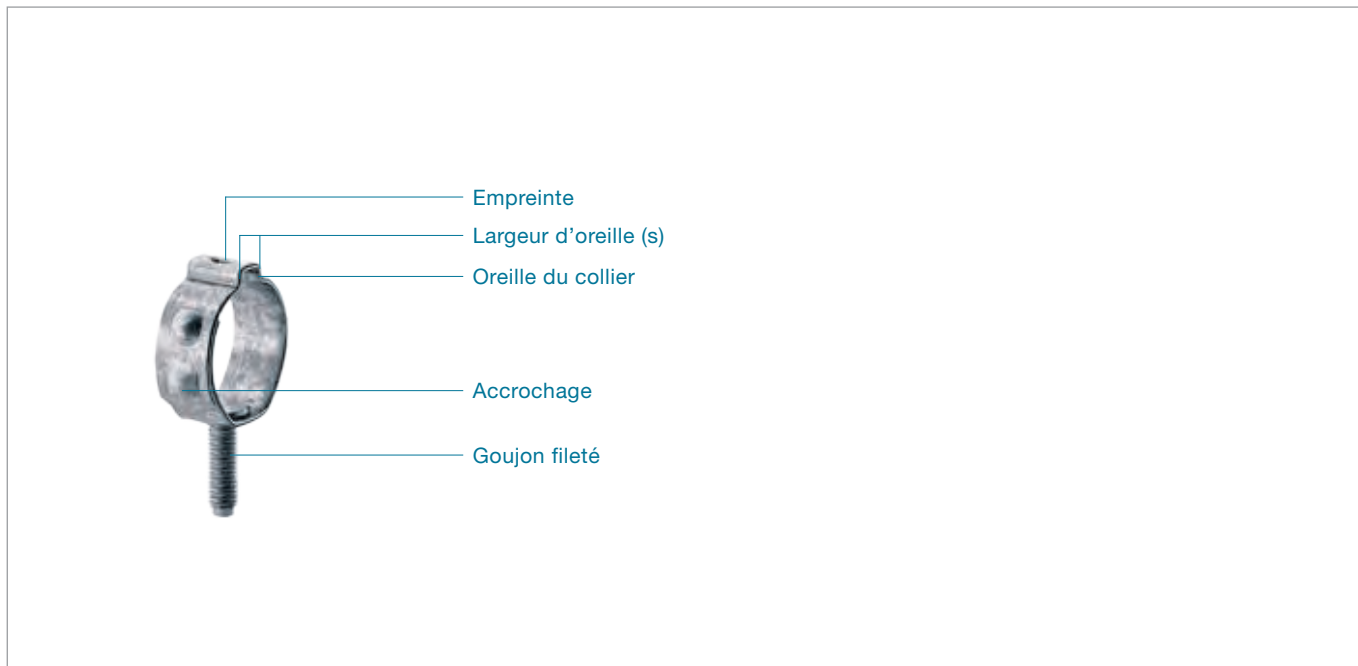 Empreinte
Largeur d’oreille (s)
Oreille du collier
Accrochage
Goujon fileté